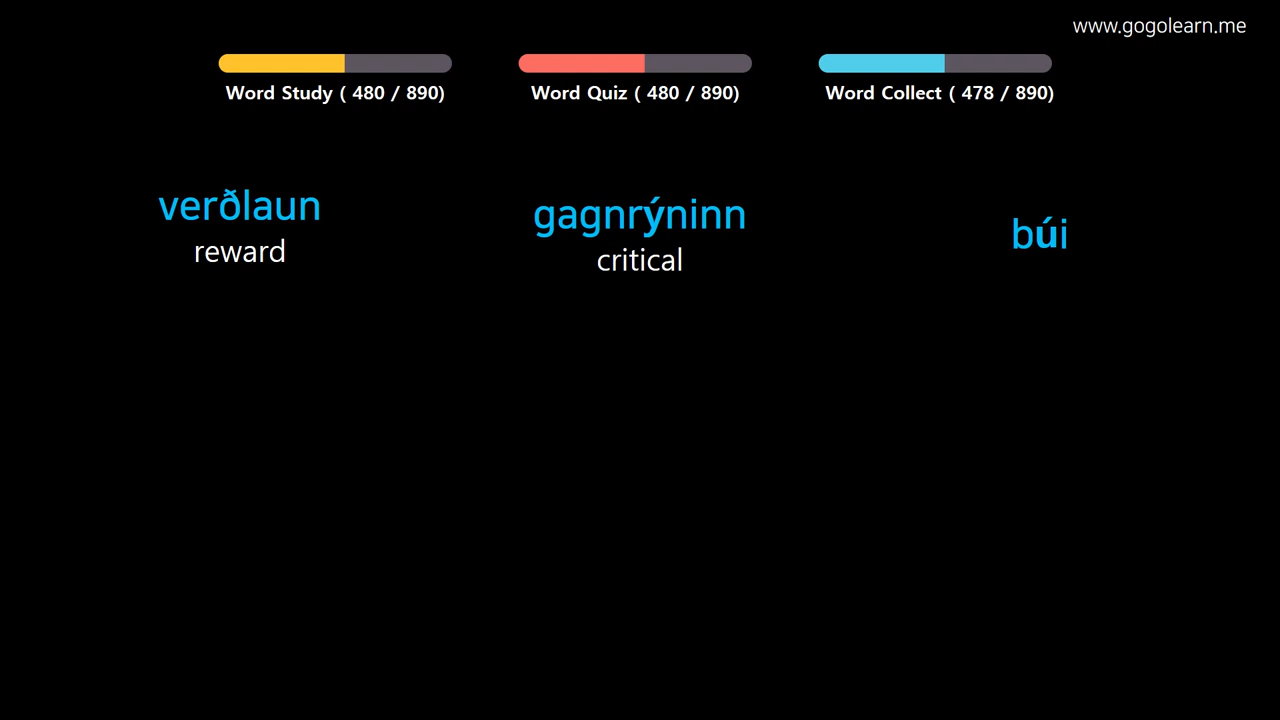 www.gogolearn.me
Word Study ( 480 / 890)
Word Quiz ( 480 / 890)
Word Collect ( 478 / 890)
verðlaun
reward
gagnrýninn
critical
búi